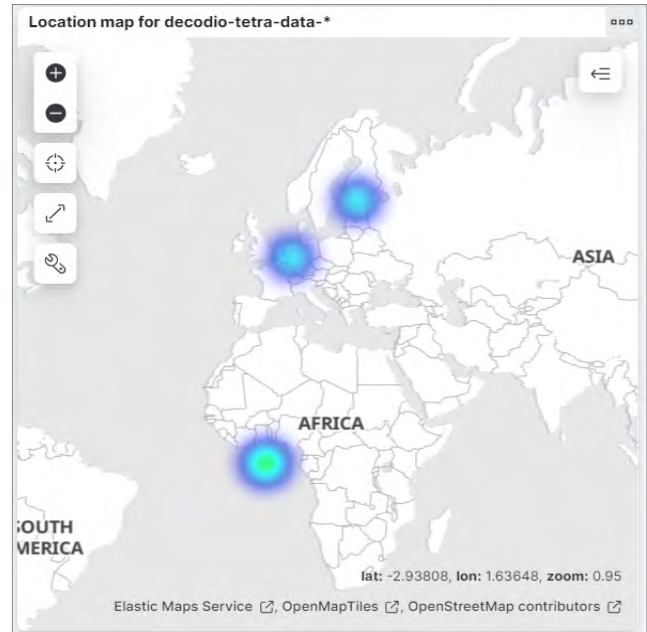 Location map for decodio-tetra-data-*
ASIA
AFRICA
SOUTH
AMERICA
lat: -2.93808, lon: 1.63648, zoom: 0.95
Elastic Maps Service, OpenMapTiles, OpenStreetMap contributors